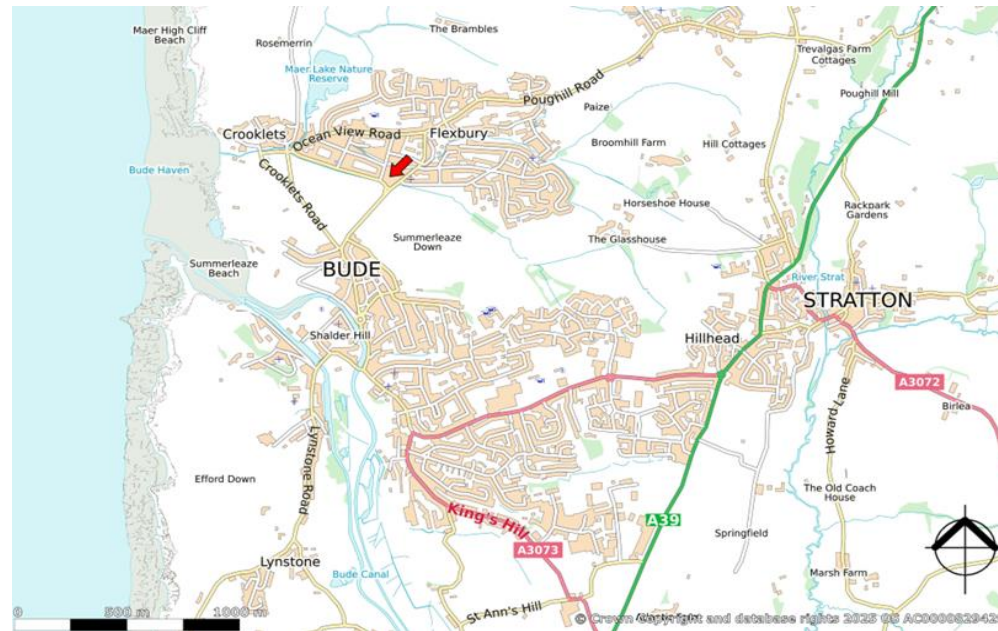 Maer High Cliff
Beach
The Brambles
Rosemerrin
Trevalgas Farm
Cottages
Maer Lake Nature
Reserve
Poughill Mill
Poughill Road
Paize
Crooklets
Ocean View Road
Flexbury
Broomhill Farm
Hill Cottages
Bude Haven
Crooklets Road
Horseshoe House
Rackpark
Gardens
Summerleaze
Down
The Glasshouse
Summerleaze
Beach
BUDE
River Strat
STRATTON
Shalder Hill
Hillhead
A3072
Birlea
Howard Lane
Lynstone Road
Efford Down
The Old Coach
House
King's Hill
A39
Springfield
A3073
Lynstone
Bude Canal
Marsh Farm
St Ann's Hill
0 500 m 1000 m
© Crown Copyright and database rights 2025 OS AC000082942